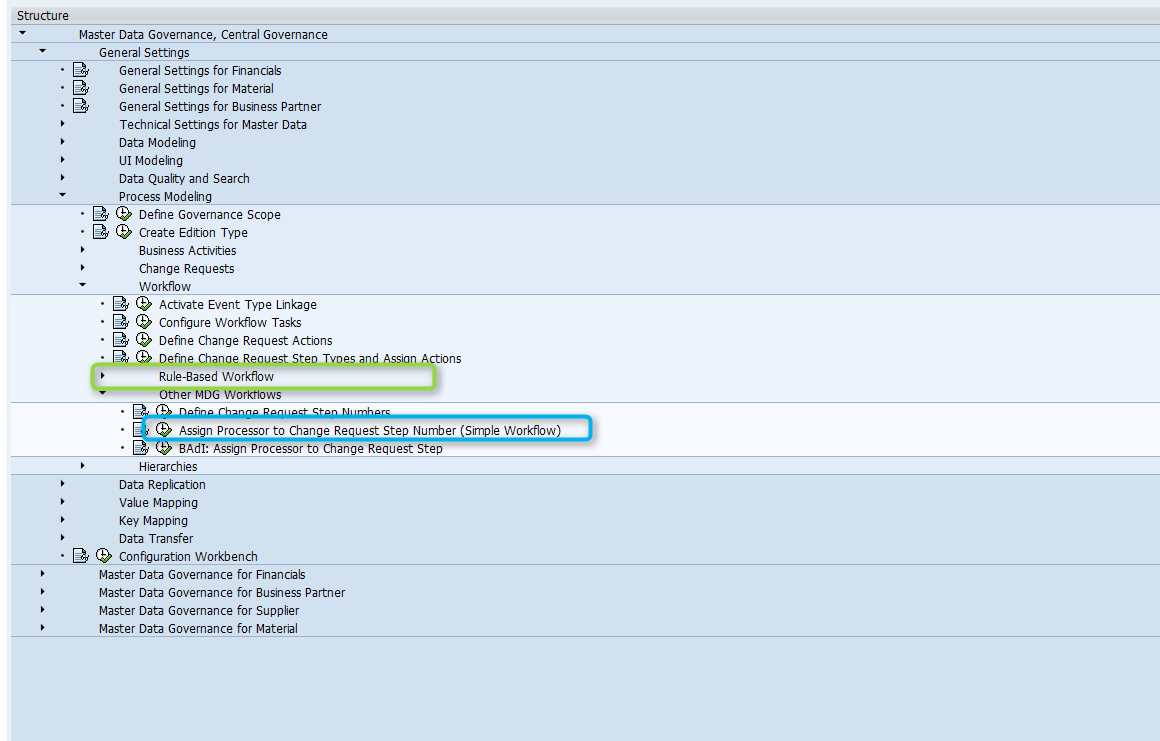 Structure
Master Data Governance, Central Governance
General Settings
General Settings for Financials
General Settings for Material
General Settings for Business Partner
Technical Settings for Master Data
Data Modeling
UI Modeling
Data Quality and Search
Process Modeling
Define Governance Scope
Create Edition Type
Business Activities
Change Requests
Workflow
Activate Event Type Linkage
Configure Workflow Tasks
Define Change Request Actions
Define Change Request Step Types and Assign Actions
Rule-Based Workflow
Other MDG Workflows
Define Change Request Step Numbers
Assign Processor to Change Request Step Number (Simple Workflow)
BAdI: Assign Processor to Change Request Step
Hierarchies
Data Replication
Value Mapping
Key Mapping
Data Transfer
Configuration Workbench
Master Data Governance for Financials
Master Data Governance for Business Partner
Master Data Governance for Supplier
Master Data Governance for Material